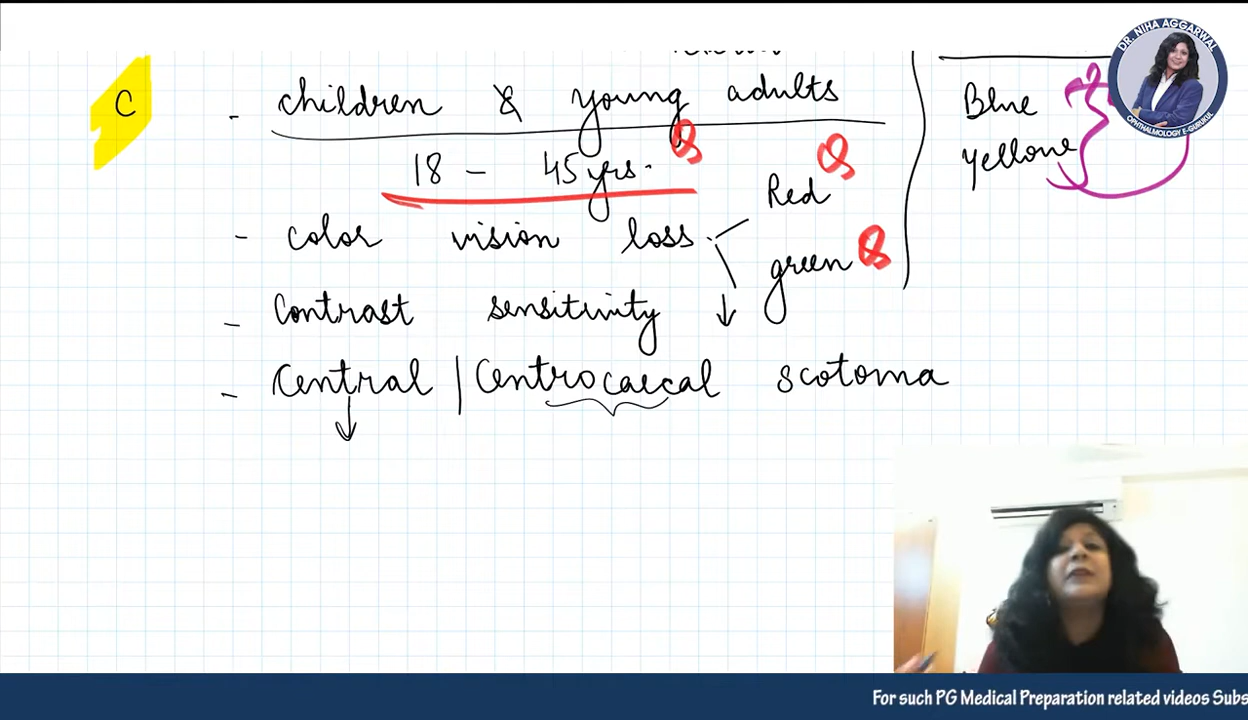 DR. NIHA AGGARWAL
OPHTHALMOLOGY E-GURUKUL
C
- children & young adults
18 - 45 yrs.
- color vision loss Red
green
- Contrast sensitivity ↓
- Central | Centrocaecal scotoma
Blue
Yellow
For such PG Medical Preparation related videos Subs